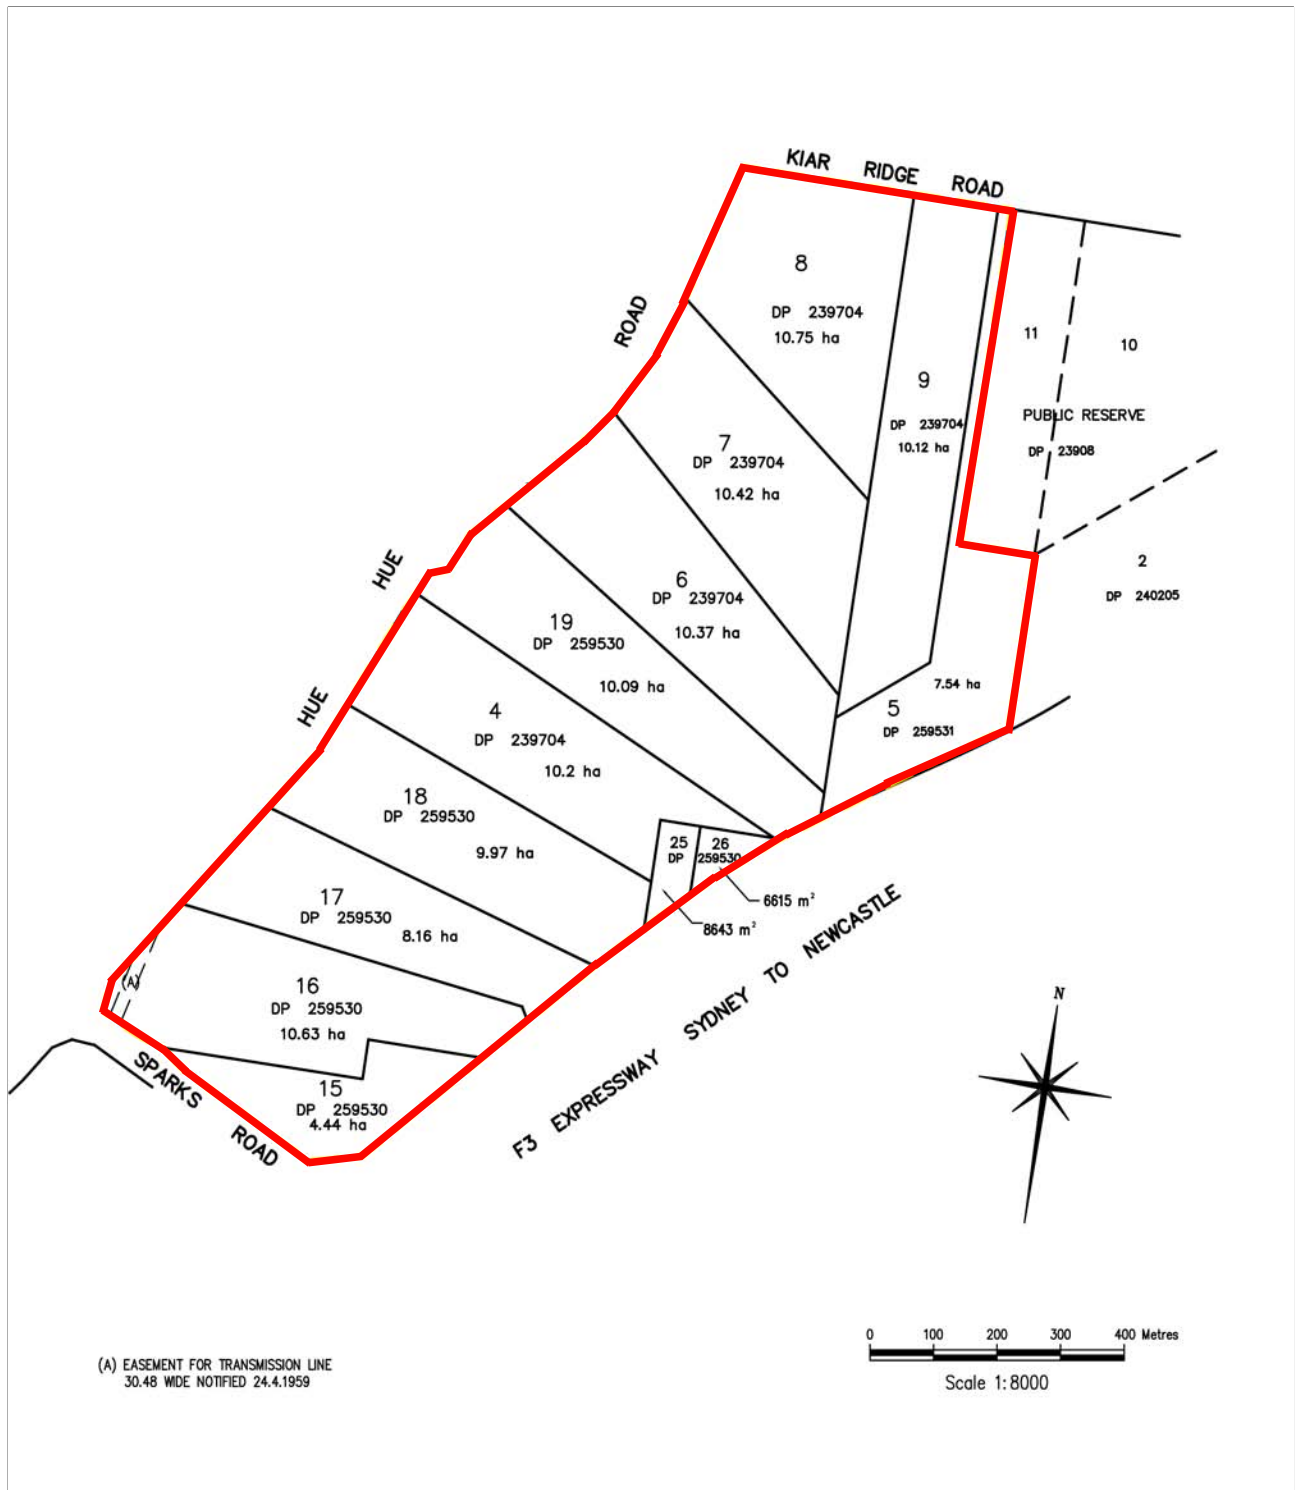 KIAR RIDGE ROAD
8
DP 239704
10.75 ha
ROAD
11
10
9
DP 239704
10.12 ha
PUBLIC RESERVE
DP 23908
7
DP 239704
10.42 ha
HUE
2
DP 240205
6
DP 239704
10.37 ha
19
DP 259530
10.09 ha
7.54 ha
5
DP 259531
HUE
4
DP 239704
10.2 ha
18
DP 259530
9.97 ha
25 26
DP 259530
6615 m²
8643 m²
17
DP 259530
8.16 ha
(A)
16
DP 259530
10.63 ha
F3 EXPRESSWAY SYDNEY TO NEWCASTLE
N
SPARKS ROAD
15
DP 259530
4.44 ha
0 100 200 300 400 Metres
Scale 1:8000
(A) EASEMENT FOR TRANSMISSION LINE
30.48 WIDE NOTIFIED 24.4.1959